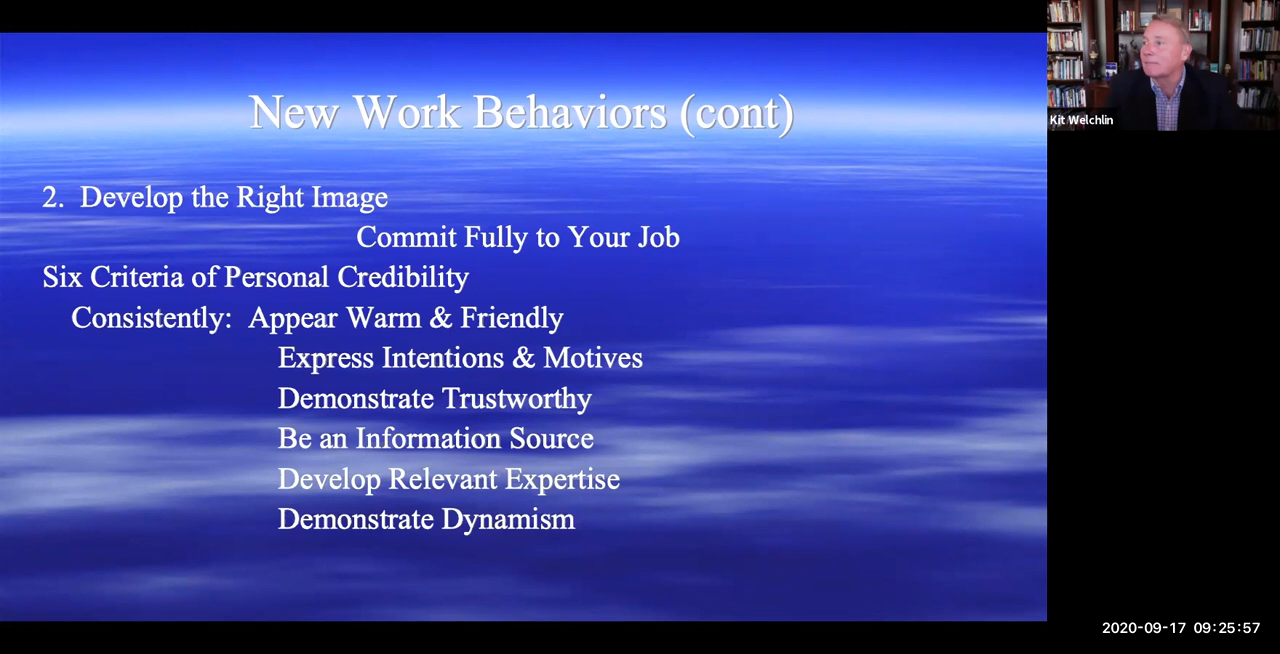 New Work Behaviors (cont)
2. Develop the Right Image
Commit Fully to Your Job
Six Criteria of Personal Credibility
Consistently: Appear Warm & Friendly
Express Intentions & Motives
Demonstrate Trustworthy
Be an Information Source
Develop Relevant Expertise
Demonstrate Dynamism
Kit Welchlin
2020-09-17 09:25:57